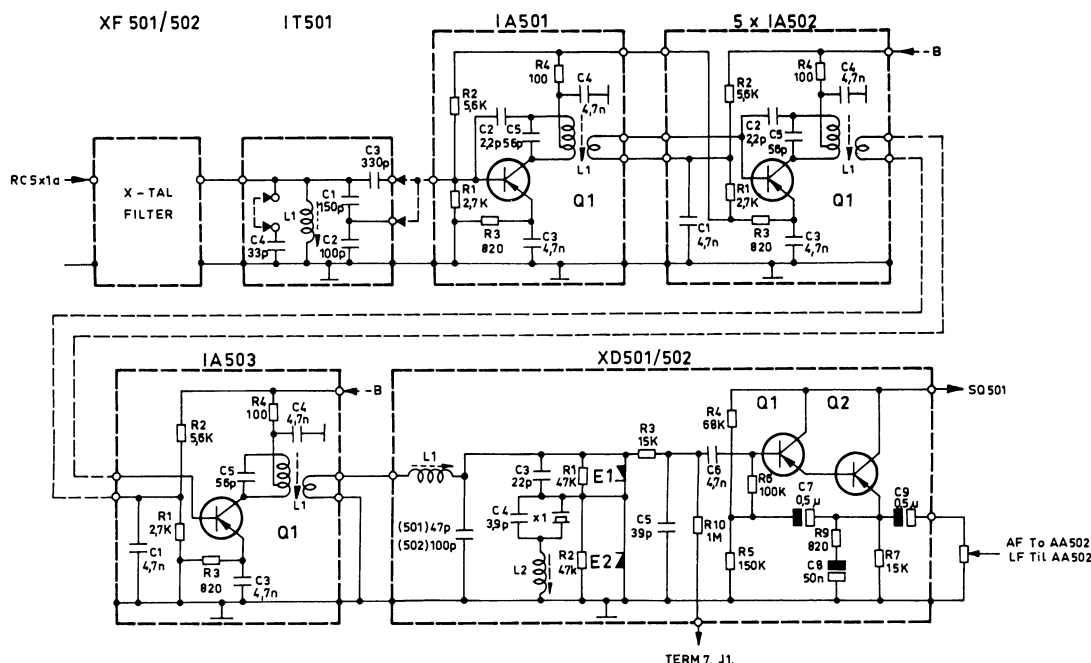 XF 501/502
IT501
IA501
5 x IA502
RC5x1a
X-TAL
FILTER
C4
33p
L1
C1
150p
C2
100p
C3
330p
R2
5,6K
R1
2,7K
C2
2,2p
C5
56p
R4
100
C4
4,7n
L1
Q1
R3
820
C3
4,7n
C1
4,7n
R2
5,6K
R1
2,7K
C2
2,2p
C5
56p
R4
100
C4
4,7n
L1
Q1
R3
820
C3
4,7n
-B
IA503
XD501/502
-B
R4
100
C4
4,7n
R2
5,6K
C5
56p
L1
Q1
R1
2,7K
C1
4,7n
R3
820
C3
4,7n
L1
(501) 47p
(502) 100p
C3
22p
R1
47K
E1
C4
3,9p
x1
L2
R2
47k
E2
R3
15K
C5
39p
R10
1M
C6
4,7n
R4
68K
Q1
Q2
R6
100K
C7
0,5µ
C9
0,5µ
R5
150K
R9
820
C8
50n
R7
15K
SQ501
AF To AA502
LF Til AA502
TERM 7, J1.